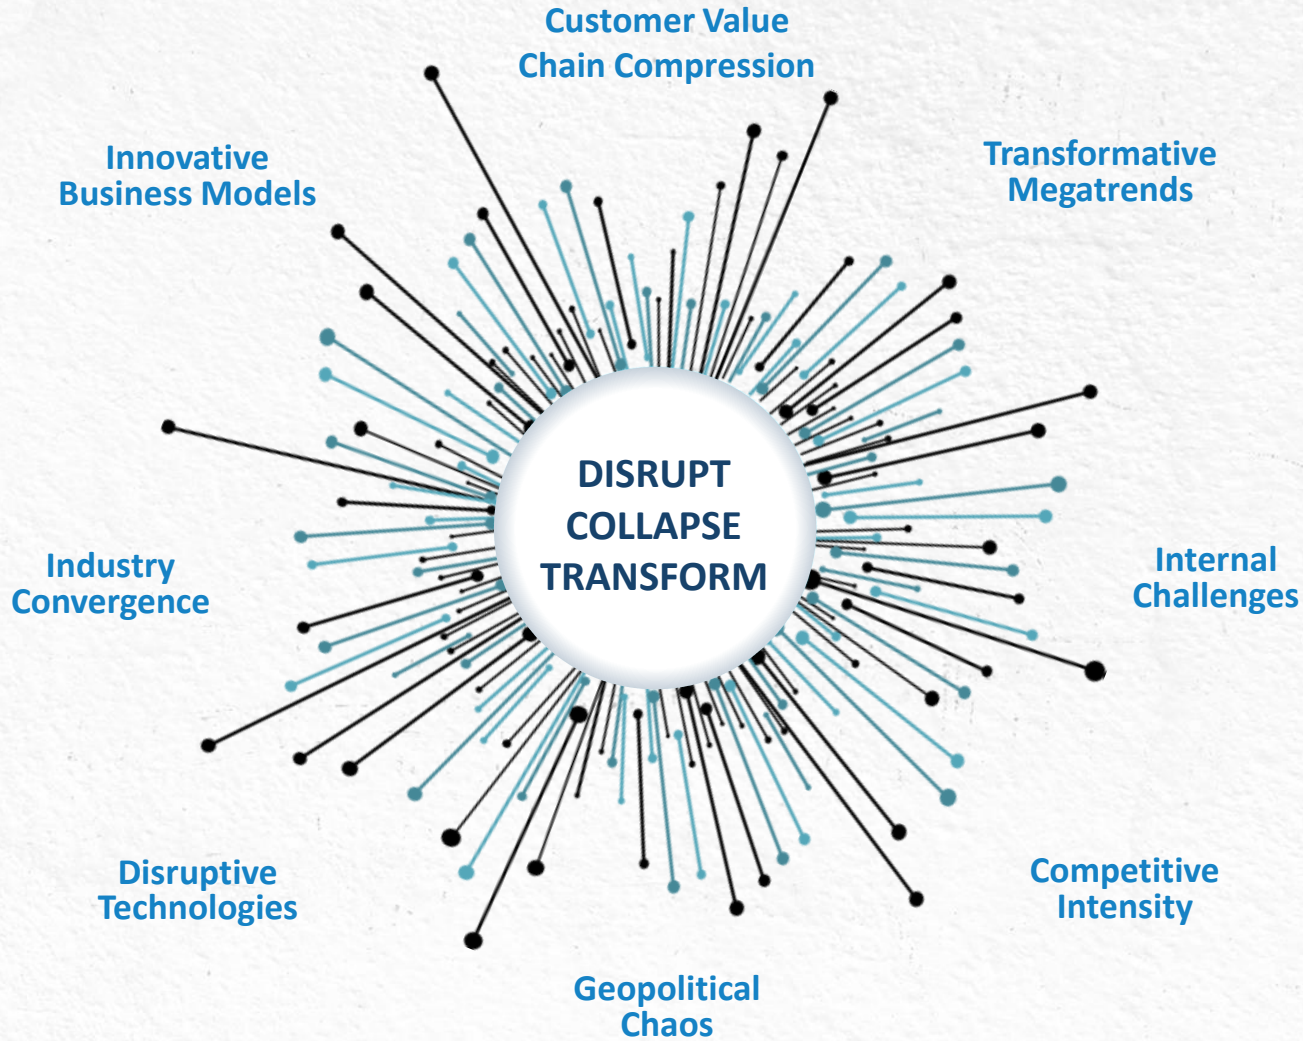 Customer Value
Chain Compression
Innovative
Business Models
Transformative
Megatrends
DISRUPT
COLLAPSE
TRANSFORM
Industry
Convergence
Internal
Challenges
Disruptive
Technologies
Competitive
Intensity
Geopolitical
Chaos